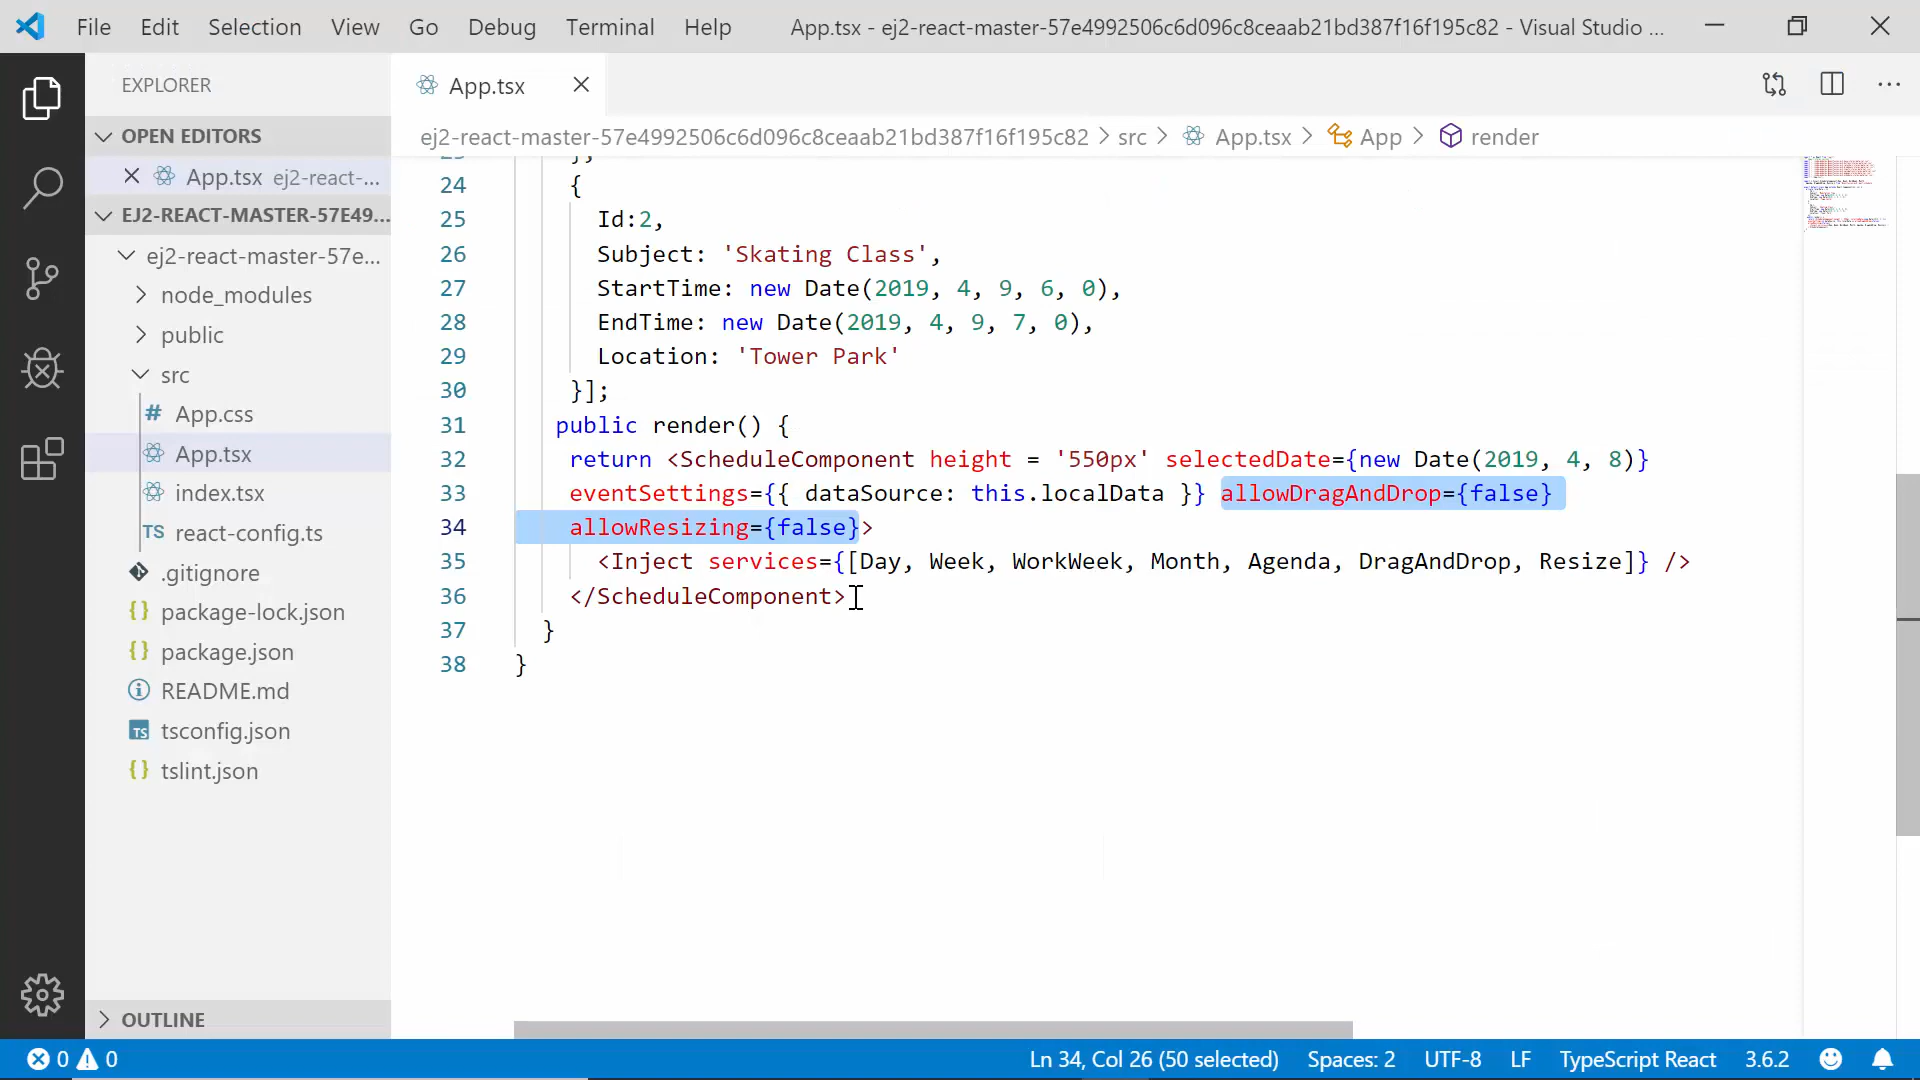 File Edit Selection View Go Debug Terminal Help App.tsx - ej2-react-master-57e4992506c6d096c8ceaab21bd387f16f195c82 - Visual Studio ...
EXPLORER
OPEN EDITORS
App.tsx ej2-react-...
EJ2-REACT-MASTER-57E49...
ej2-react-master-57e...
node_modules
public
src
App.css
App.tsx
index.tsx
react-config.ts
.gitignore
package-lock.json
package.json
README.md
tsconfig.json
tslint.json
OUTLINE
App.tsx
ej2-react-master-57e4992506c6d096c8ceaab21bd387f16f195c82 > src > App.tsx > App > render
24 {
25 Id:2,
26 Subject: 'Skating Class',
27 StartTime: new Date(2019, 4, 9, 6, 0),
28 EndTime: new Date(2019, 4, 9, 7, 0),
29 Location: 'Tower Park'
30 }];
31 public render() {
32 return <ScheduleComponent height = '550px' selectedDate={new Date(2019, 4, 8)}
33 eventSettings={{ dataSource: this.localData }} allowDragAndDrop={false}
34 allowResizing={false}>
35 <Inject services={[Day, Week, WorkWeek, Month, Agenda, DragAndDrop, Resize]} />
36 </ScheduleComponent>
37 }
38 }
0 0 Ln 34, Col 26 (50 selected) Spaces: 2 UTF-8 LF TypeScript React 3.6.2